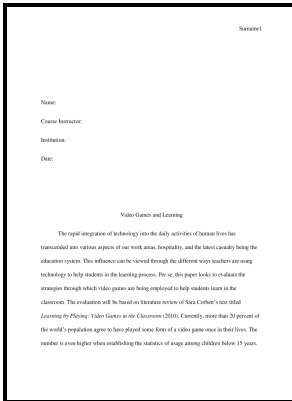 Surname1
Name:
Course Instructor:
Institution:
Date:
Video Games and Learning
The rapid integration of technology into the daily activities of human lives has
transcended into various aspects of our work areas, hospitality, and the latest casualty being the
education system. This influence can be viewed through the different ways teachers are using
technology to help students in the learning process. Per se, this paper looks to evaluate the
strategies through which video games are being employed to help students learn in the
classroom. The evaluation will be based on literature review of Sara Corbett's text titled
Learning by Playing: Video Games in the Classroom (2010). Currently, more than 20 percent of
the world's population agree to have played some form of a video game once in their lives. The
number is even higher when establishing the statistics of usage among children below 15 years.